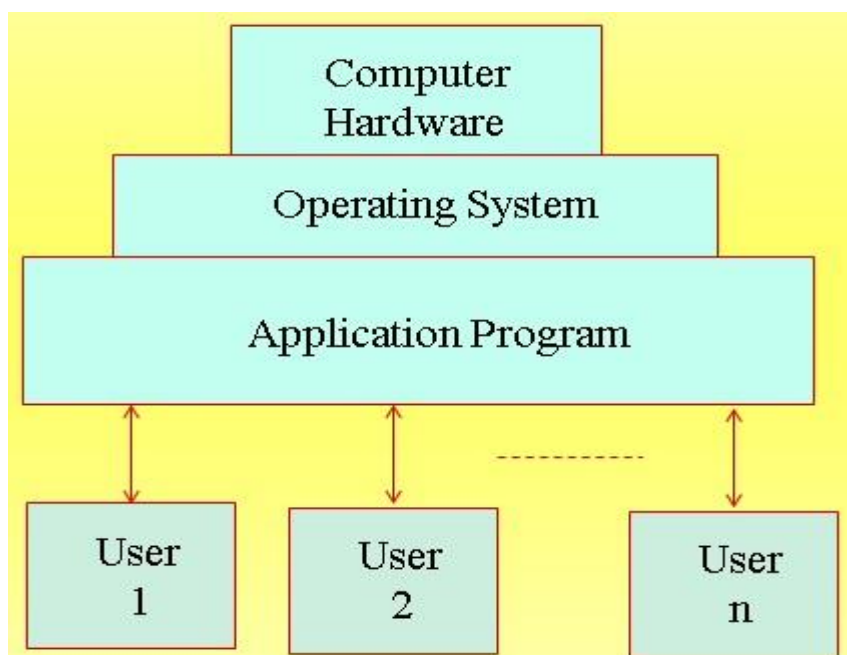 Computer
Hardware
Operating System
Application Program
User
1
User
2
User
n